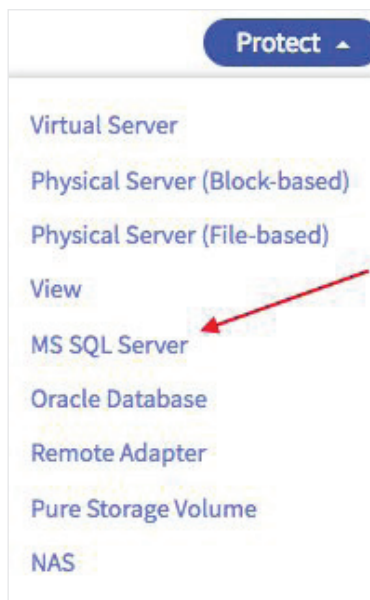 Protect
Virtual Server
Physical Server (Block-based)
Physical Server (File-based)
View
MS SQL Server
Oracle Database
Remote Adapter
Pure Storage Volume
NAS